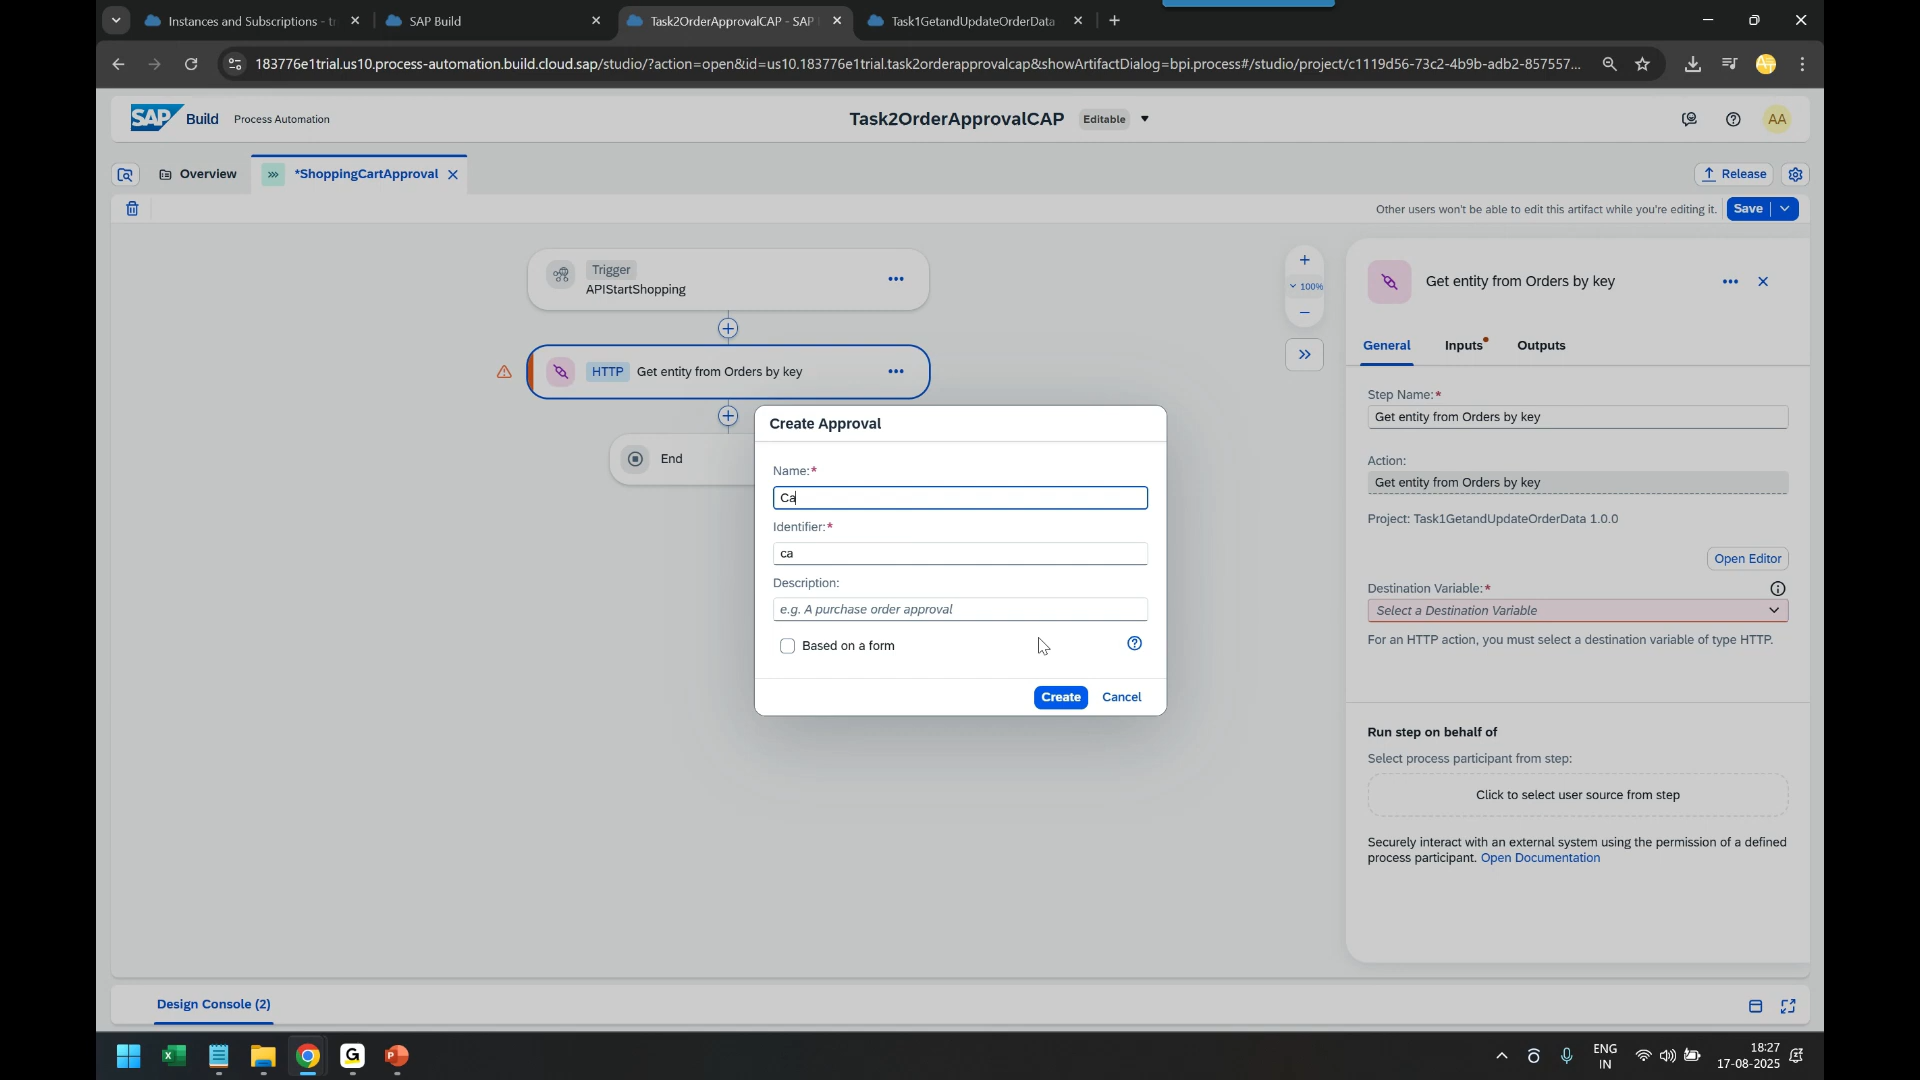 Instances and Subscriptions - tr
SAP Build
Task2OrderApprovalCAP - SAP
Task1GetandUpdateOrderData
183776e1trial.us10.process-automation.build.cloud.sap/studio/?action=open&id=us10.183776e1trial.task2orderapprovalcap&showArtifactDialog=bpi.process#/studio/project/c1119d56-73c2-4b9b-adb2-857557...
SAP Build Process Automation
Task2OrderApprovalCAP Editable
AA
Overview
*ShoppingCartApproval
Release
Other users won't be able to edit this artifact while you're editing it.
Save
Trigger
APIStartShopping
100%
HTTP Get entity from Orders by key
End
Create Approval
Name:*
Ca
Identifier:*
ca
Description:
e.g. A purchase order approval
Based on a form
Create
Cancel
Get entity from Orders by key
General
Inputs
Outputs
Step Name:*
Get entity from Orders by key
Action:
Get entity from Orders by key
Project: Task1GetandUpdateOrderData 1.0.0
Open Editor
Destination Variable:*
Select a Destination Variable
For an HTTP action, you must select a destination variable of type HTTP.
Run step on behalf of
Select process participant from step:
Click to select user source from step
Securely interact with an external system using the permission of a defined
process participant. Open Documentation
Design Console (2)
ENG
IN
18:27
17-08-2025